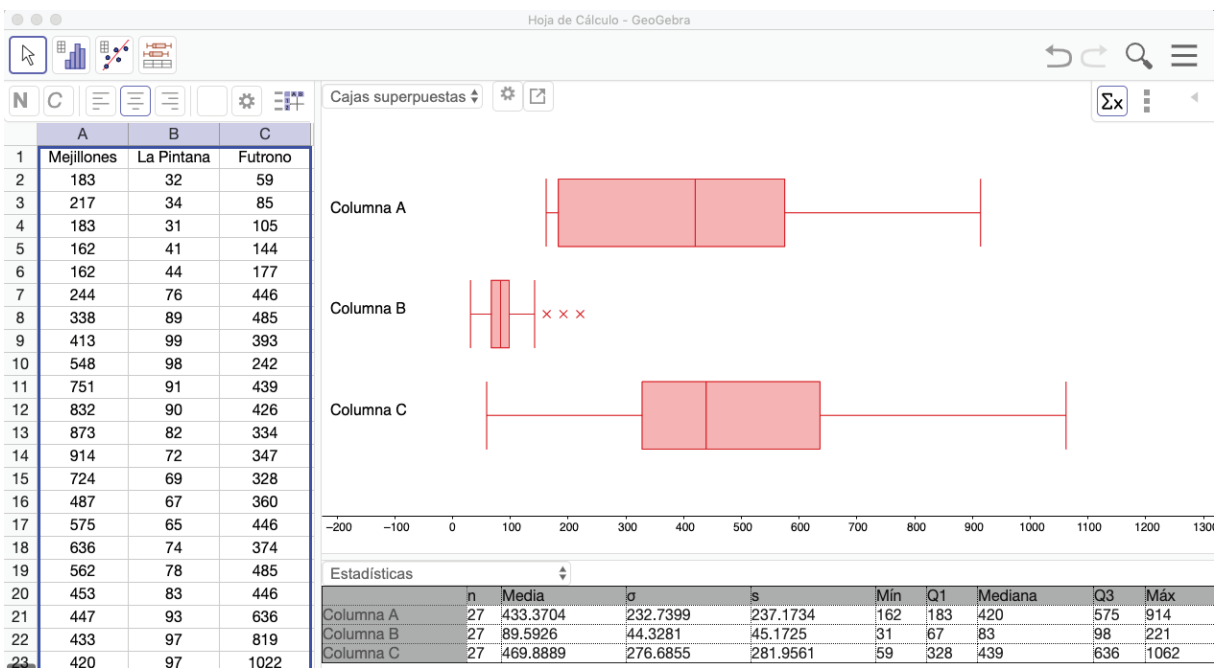 Hoja de Cálculo - GeoGebra
N C
Cajas superpuestas
Σx
A B C
1 Mejillones La Pintana Futrono
2 183 32 59
3 217 34 85
4 183 31 105
5 162 41 144
6 162 44 177
7 244 76 446
8 338 89 485
9 413 99 393
10 548 98 242
11 751 91 439
12 832 90 426
13 873 82 334
14 914 72 347
15 724 69 328
16 487 67 360
17 575 65 446
18 636 74 374
19 562 78 485
20 453 83 446
21 447 93 636
22 433 97 819
23 420 97 1022
Columna A
Columna B
Columna C
–200 –100 0 100 200 300 400 500 600 700 800 900 1000 1100 1200 1300
Estadísticas
n Media σ s Mín Q1 Mediana Q3 Máx
Columna A 27 433.3704 232.7399 237.1734 162 183 420 575 914
Columna B 27 89.5926 44.3281 45.1725 31 67 83 98 221
Columna C 27 469.8889 276.6855 281.9561 59 328 439 636 1062